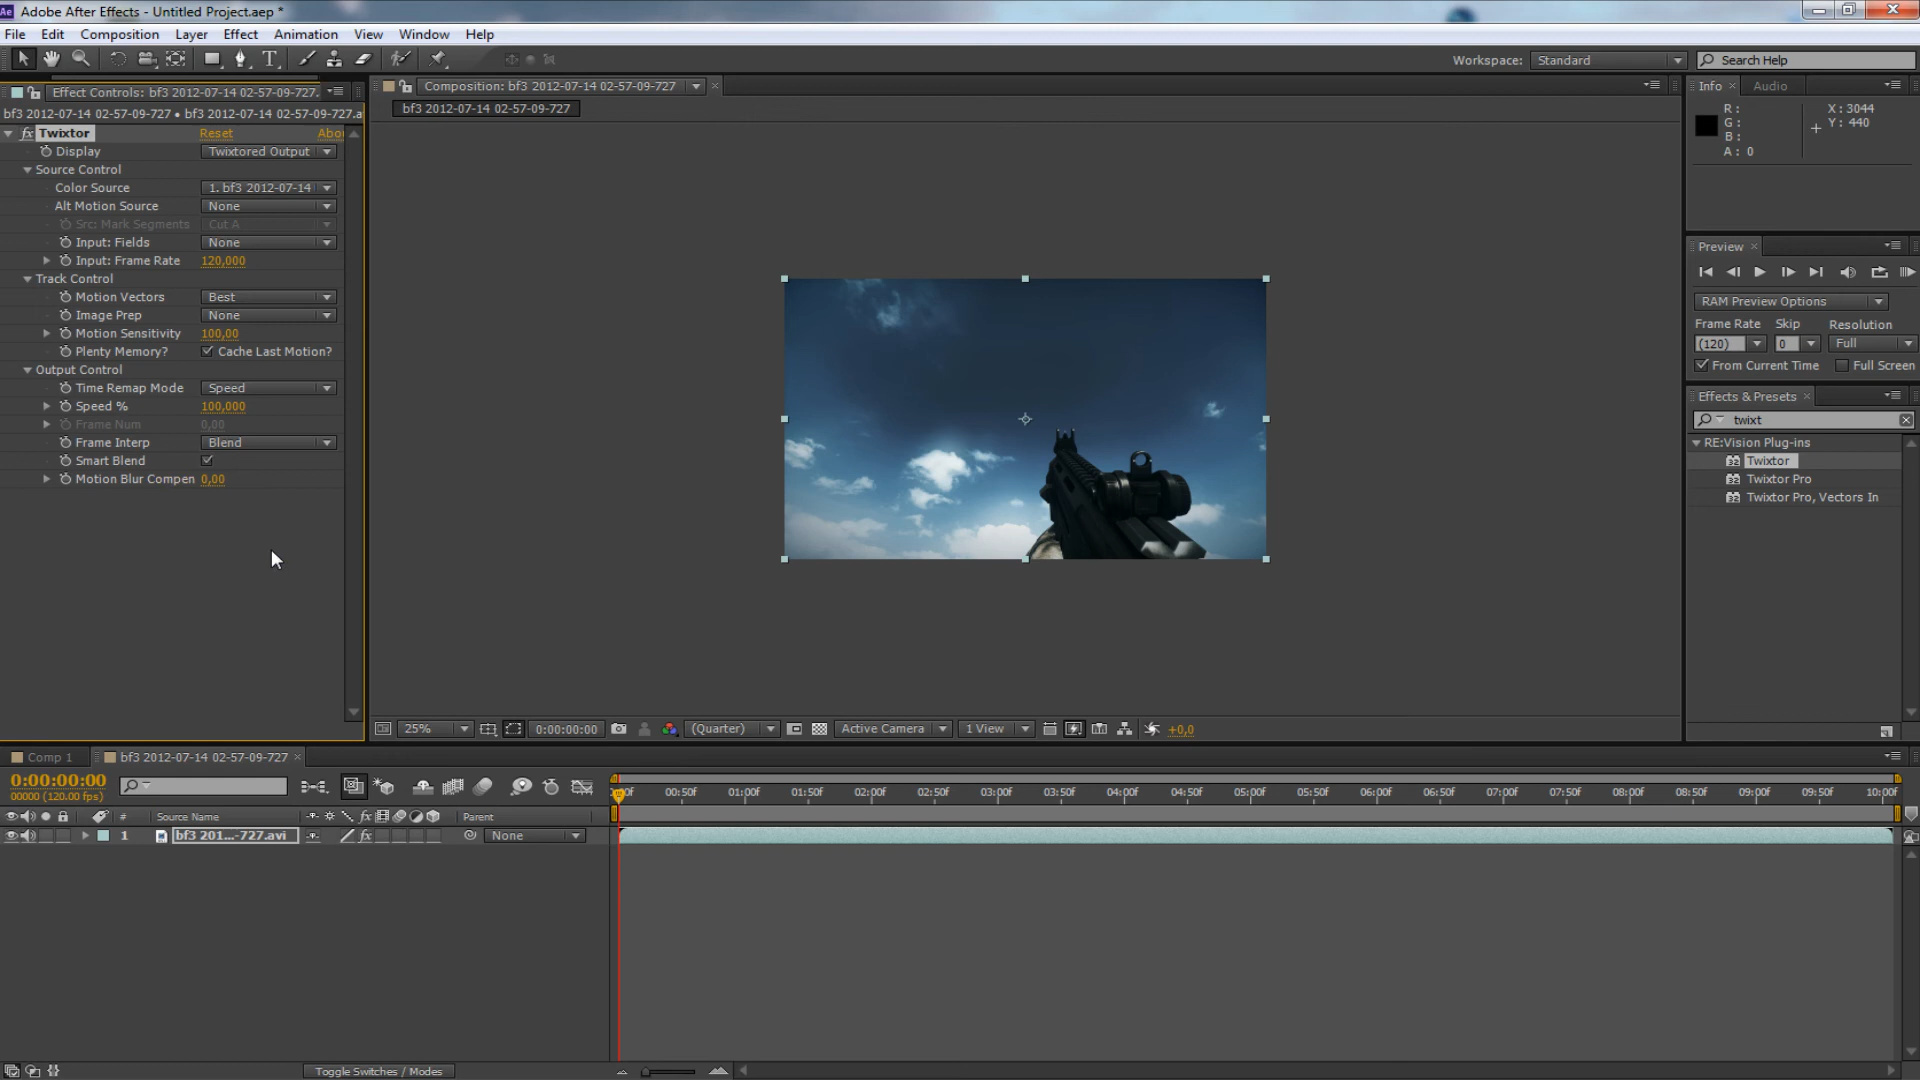 Ae Adobe After Effects - Untitled Project.aep *
File Edit Composition Layer Effect Animation View Window Help
T
Workspace: Standard Search Help
Effect Controls: bf3 2012-07-14 02-57-09-727.
bf3 2012-07-14 02-57-09-727 • bf3 2012-07-14 02-57-09-727.a
fx Twixtor Reset Abou
Display Twixtored Output
Source Control
Color Source 1. bf3 2012-07-14
Alt Motion Source None
Src: Mark Segments Cut A
Input: Fields None
Input: Frame Rate 120,000
Track Control
Motion Vectors Best
Image Prep None
Motion Sensitivity 100,00
Plenty Memory? Cache Last Motion?
Output Control
Time Remap Mode Speed
Speed % 100,000
Frame Num 0,00
Frame Interp Blend
Smart Blend
Motion Blur Compen 0,00
Composition: bf3 2012-07-14 02-57-09-727
bf3 2012-07-14 02-57-09-727
25% 0:00:00:00 (Quarter) Active Camera 1 View +0,0
Info Audio
R : X : 3044
G : Y : 440
B :
A : 0
Preview
RAM Preview Options
Frame Rate Skip Resolution
(120) 0 Full
From Current Time Full Screen
Effects & Presets
twixt
RE:Vision Plug-ins
32 Twixtor
32 Twixtor Pro
32 Twixtor Pro, Vectors In
Comp 1 bf3 2012-07-14 02-57-09-727
0:00:00:00
00000 (120.00 fps)
00f 00:50f 01:00f 01:50f 02:00f 02:50f 03:00f 03:50f 04:00f 04:50f 05:00f 05:50f 06:00f 06:50f 07:00f 07:50f 08:00f 08:50f 09:00f 09:50f 10:00f
# Source Name fx Parent
1 bf3 201...-727.avi fx None
Toggle Switches / Modes